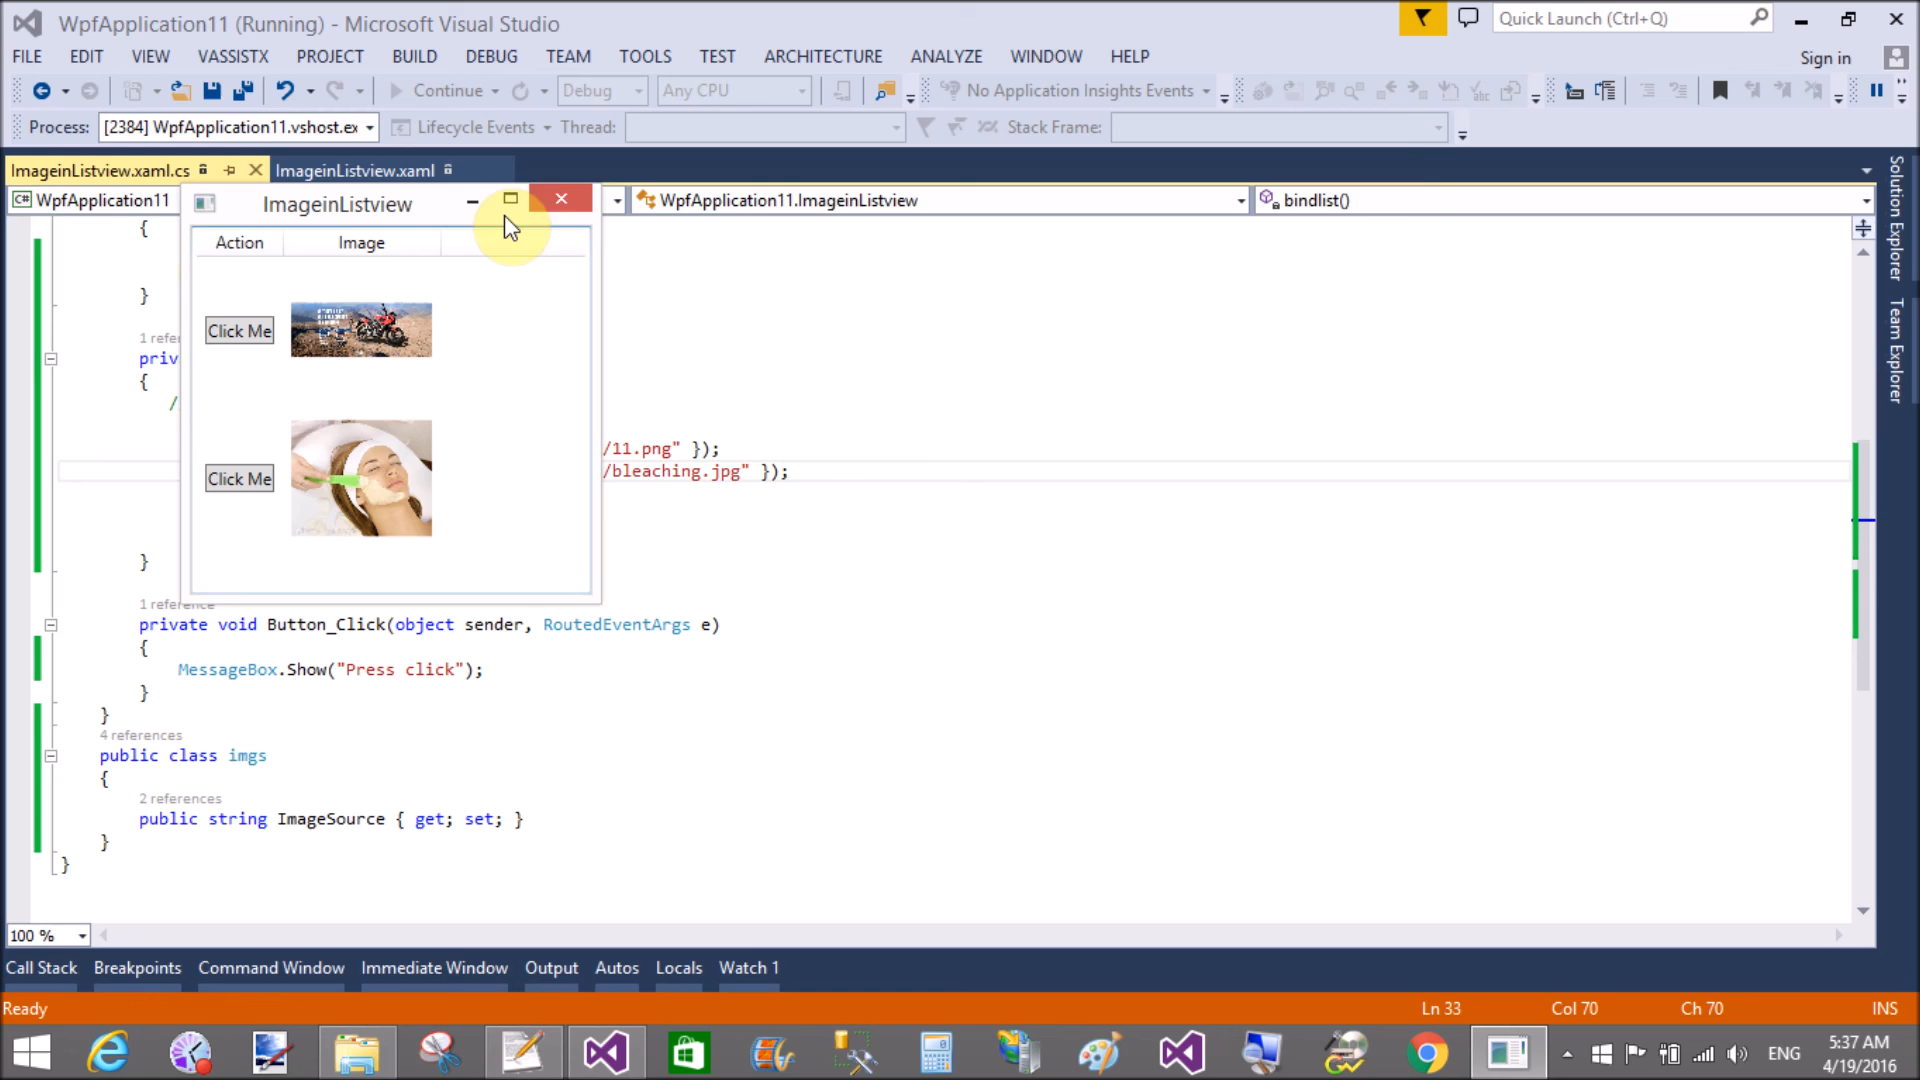 WpfApplication11 (Running) - Microsoft Visual Studio
Quick Launch (Ctrl+Q)
FILE EDIT VIEW VASSISTX PROJECT BUILD DEBUG TEAM TOOLS TEST ARCHITECTURE ANALYZE WINDOW HELP
Sign in
Continue Debug Any CPU No Application Insights Events
Process: [2384] WpfApplication11.vshost.ex Lifecycle Events Thread: Stack Frame:
ImageinListview.xaml.cs ImageinListview.xaml
C# WpfApplication11 WpfApplication11.ImageinListview bindlist()
ImageinListview
Action Image
Click Me
Click Me
{
}
1 refe
priv
{
/
/11.png" });
/bleaching.jpg" });
}
1 reference
private void Button_Click(object sender, RoutedEventArgs e)
{
MessageBox.Show("Press click");
}
}
4 references
public class imgs
{
2 references
public string ImageSource { get; set; }
}
}
Solution Explorer
Team Explorer
100 %
Call Stack Breakpoints Command Window Immediate Window Output Autos Locals Watch 1
Ready Ln 33 Col 70 Ch 70 INS
ENG
5:37 AM
4/19/2016